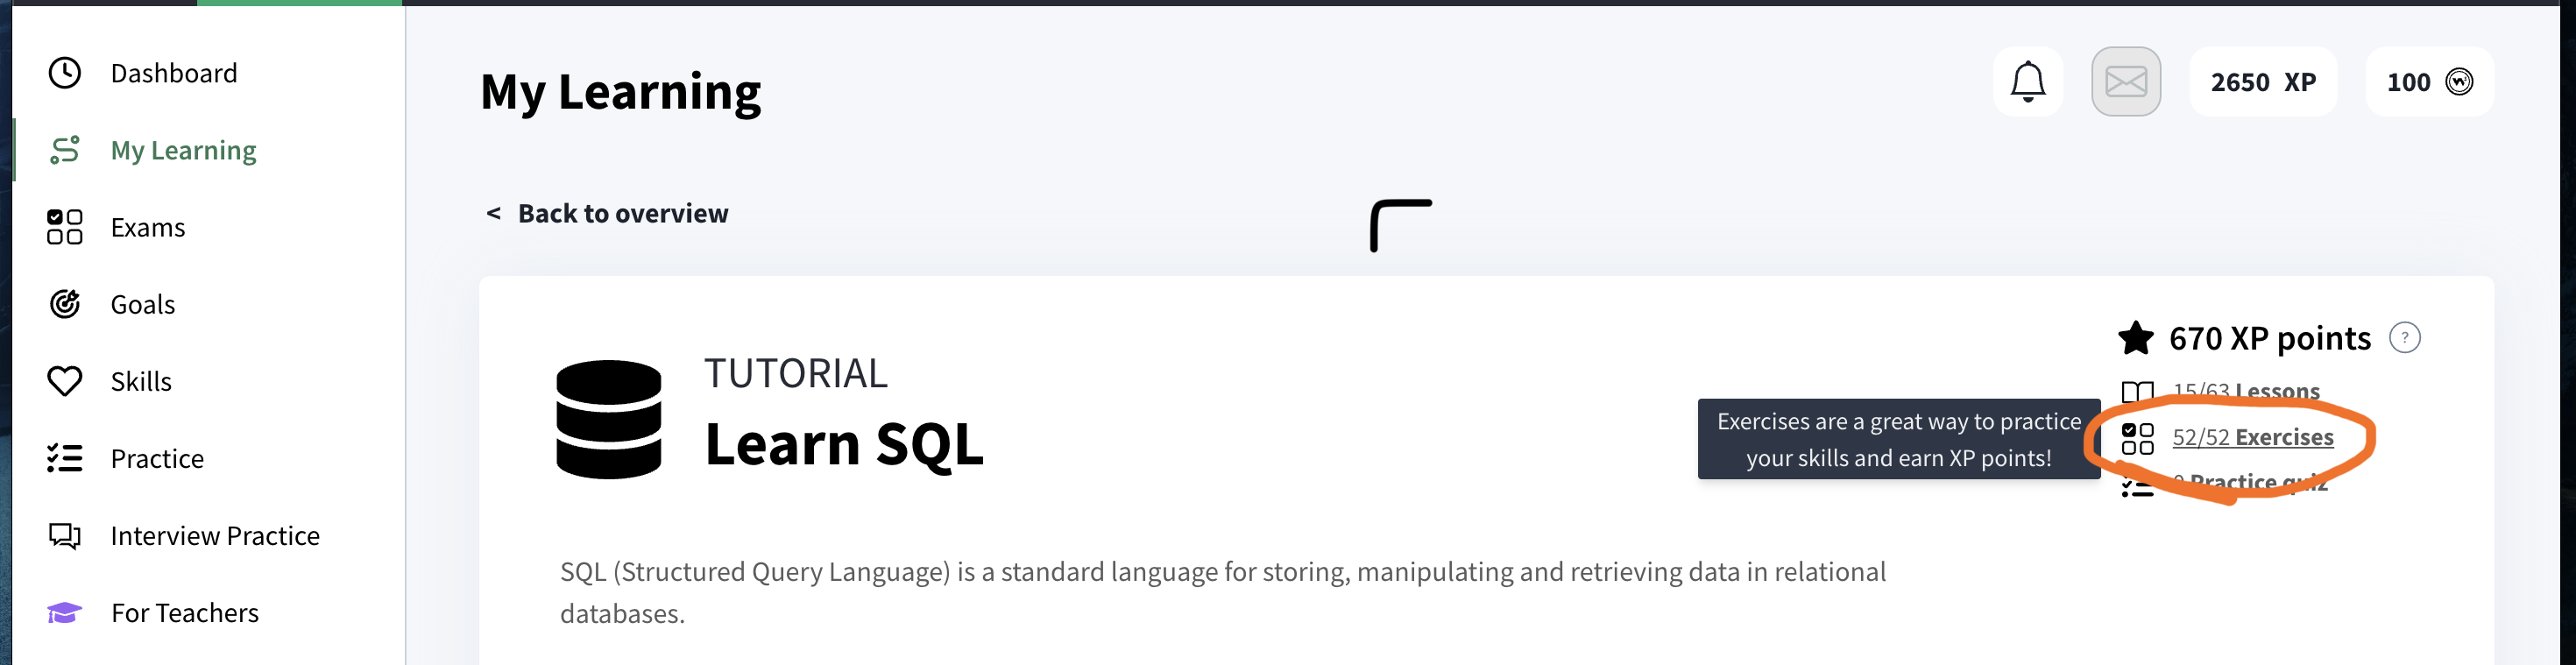 Dashboard
My Learning
Exams
Goals
Skills
Practice
Interview Practice
For Teachers
My Learning
2650 XP
100
< Back to overview
TUTORIAL
Learn SQL
670 XP points ?
15/63 Lessons
52/52 Exercises
Practice quiz
Exercises are a great way to practice
your skills and earn XP points!
SQL (Structured Query Language) is a standard language for storing, manipulating and retrieving data in relational
databases.